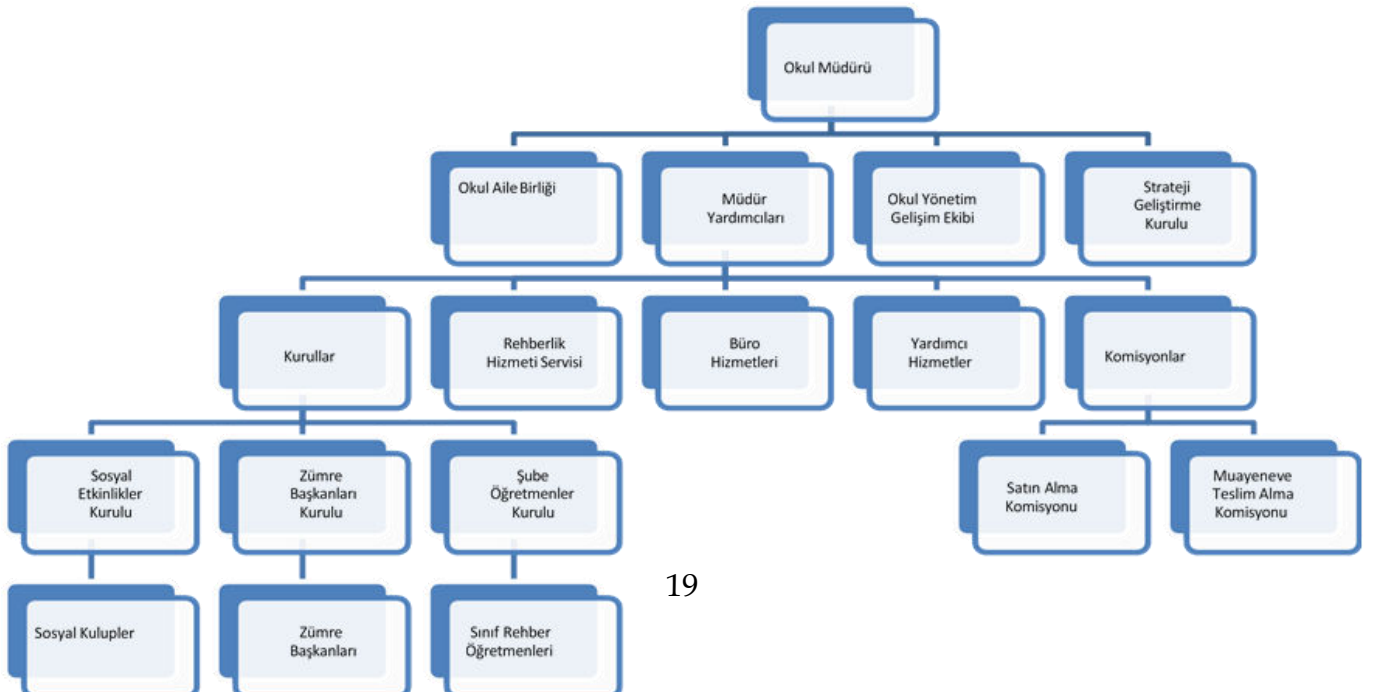 Okul Müdürü
Okul Aile Birliği
Müdür
Yardımcıları
Okul Yönetim
Gelişim Ekibi
Strateji
Geliştirme
Kurulu
Kurullar
Rehberlik
Hizmeti Servisi
Büro
Hizmetleri
Yardımcı
Hizmetler
Komisyonlar
Sosyal
Etkinlikler
Kurulu
Zümre
Başkanları
Kurulu
Şube
Öğretmenler
Kurulu
Satın Alma
Komisyonu
Muayeneve
Teslim Alma
Komisyonu
19
Sosyal Kulupler
Zümre
Başkanları
Sınıf Rehber
Öğretmenleri